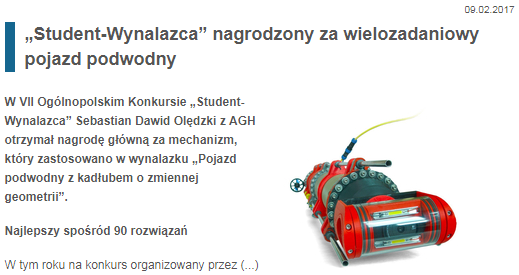 09.02.2017
„Student-Wynalazca” nagrodzony za wielozadaniowy
pojazd podwodny
W VII Ogólnopolskim Konkursie „Student-
Wynalazca” Sebastian Dawid Olędzki z AGH
otrzymał nagrodę główną za mechanizm,
który zastosowano w wynalazku „Pojazd
podwodny z kadłubem o zmiennej
geometrii”.
Najlepszy spośród 90 rozwiązań
W tym roku na konkurs organizowany przez (...)